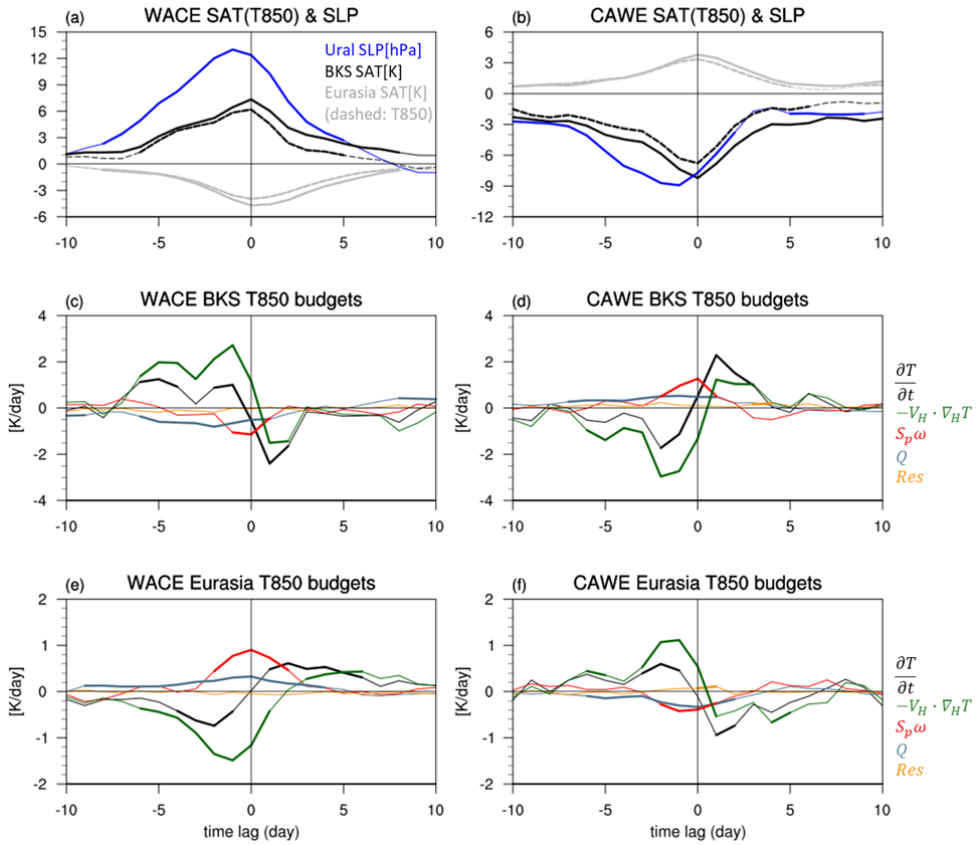 (a) WACE SAT(T850) & SLP
15
12
9
6
3
0
-3
-6
Ural SLP[hPa]
BKS SAT[K]
Eurasia SAT[K]
(dashed: T850)
-10 -5 0 5 10
(b) CAWE SAT(T850) & SLP
6
3
0
-3
-6
-9
-12
-10 -5 0 5 10
(c) WACE BKS T850 budgets
[K/day]
4
2
0
-2
-4
-10 -5 0 5 10
(d) CAWE BKS T850 budgets
[K/day]
4
2
0
-2
-4
-10 -5 0 5 10
∂T
∂t
−V_H · ∇_H T
S_p ω
Q
Res
(e) WACE Eurasia T850 budgets
[K/day]
2
1
0
-1
-2
-10 -5 0 5 10
time lag (day)
(f) CAWE Eurasia T850 budgets
[K/day]
2
1
0
-1
-2
-10 -5 0 5 10
time lag (day)
∂T
∂t
−V_H · ∇_H T
S_p ω
Q
Res